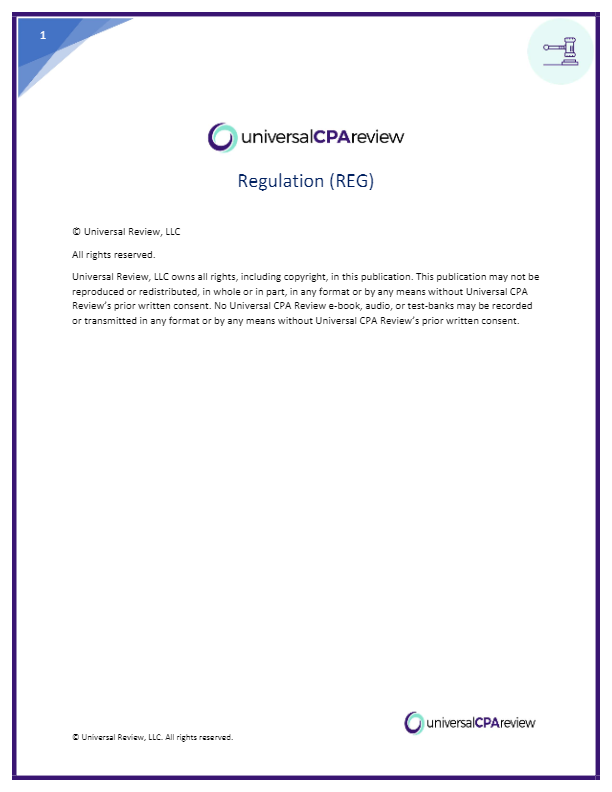 1
universalCPAreview
Regulation (REG)
© Universal Review, LLC
All rights reserved.
Universal Review, LLC owns all rights, including copyright, in this publication. This publication may not be
reproduced or redistributed, in whole or in part, in any format or by any means without Universal CPA
Review’s prior written consent. No Universal CPA Review e-book, audio, or test-banks may be recorded
or transmitted in any format or by any means without Universal CPA Review’s prior written consent.
universalCPAreview
© Universal Review, LLC. All rights reserved.